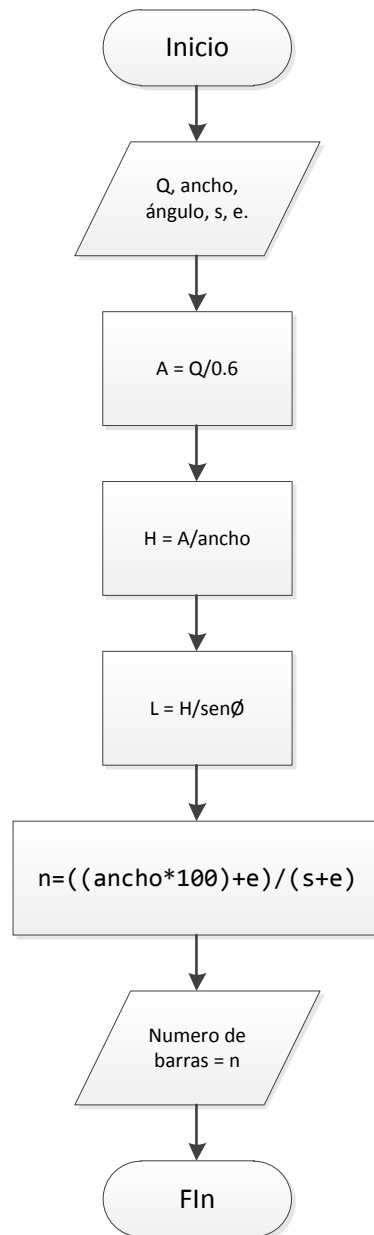 Inicio
Q, ancho,
ángulo, s, e.
A = Q/0.6
H = A/ancho
L = H/senØ
n=((ancho*100)+e)/(s+e)
Numero de
barras = n
FIn